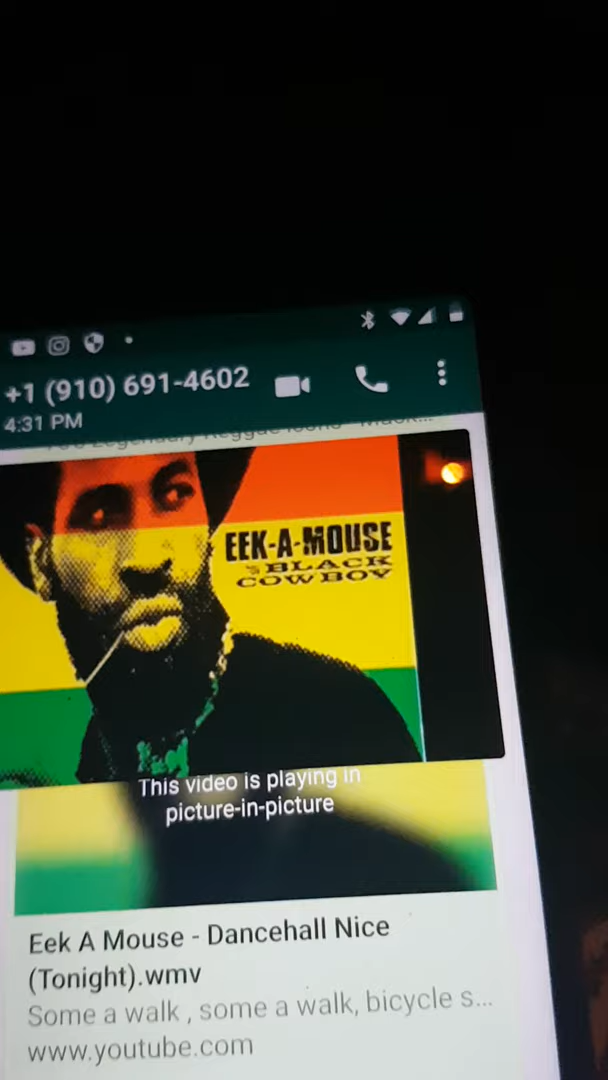 +1 (910) 691-4602
4:31 PM
EEK-A-MOUSE
BLACK
COWBOY
This video is playing in
picture-in-picture
Eek A Mouse - Dancehall Nice
(Tonight).wmv
Some a walk , some a walk, bicycle s...
www.youtube.com